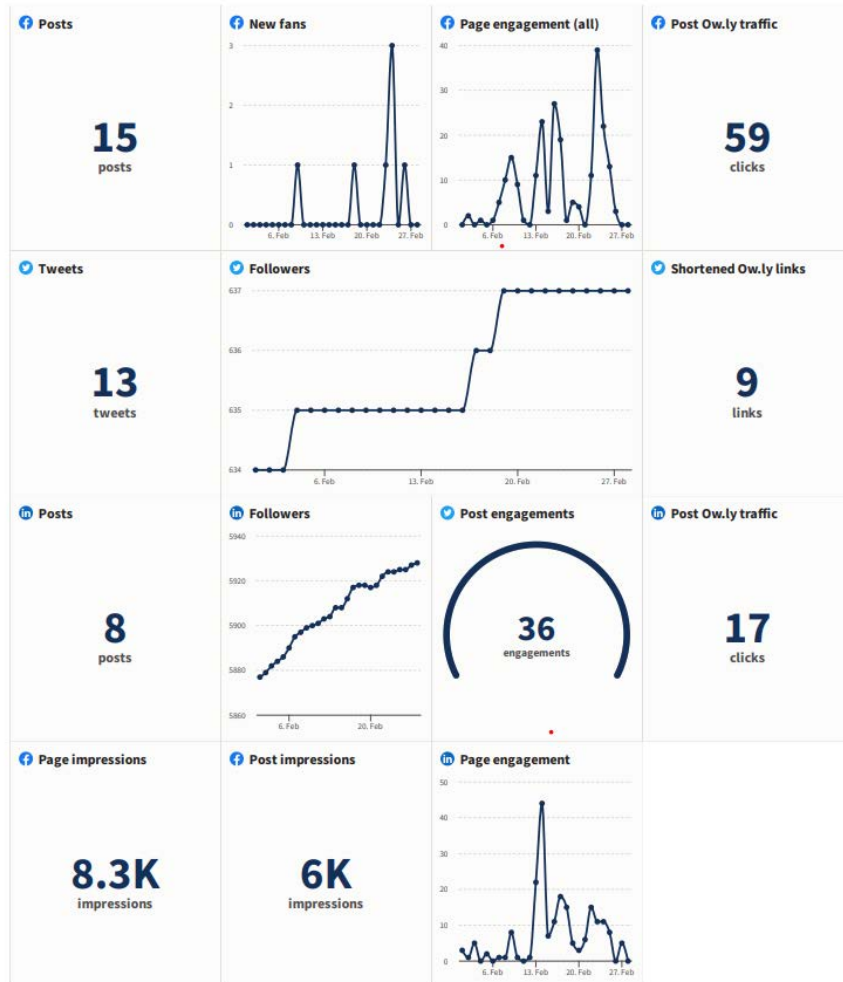 Posts
15
posts
New fans
3
2
1
0
6. Feb 13. Feb 20. Feb 27. Feb
Page engagement (all)
40
30
20
10
0
6. Feb 13. Feb 20. Feb 27. Feb
Post Ow.ly traffic
59
clicks
Tweets
13
tweets
Followers
637
636
635
634
6. Feb 13. Feb 20. Feb 27. Feb
Shortened Ow.ly links
9
links
in Posts
8
posts
in Followers
5940
5920
5900
5880
5860
6. Feb 20. Feb
Post engagements
36
engagements
in Post Ow.ly traffic
17
clicks
Page impressions
8.3K
impressions
Post impressions
6K
impressions
in Page engagement
50
40
30
20
10
0
6. Feb 13. Feb 20. Feb 27. Feb